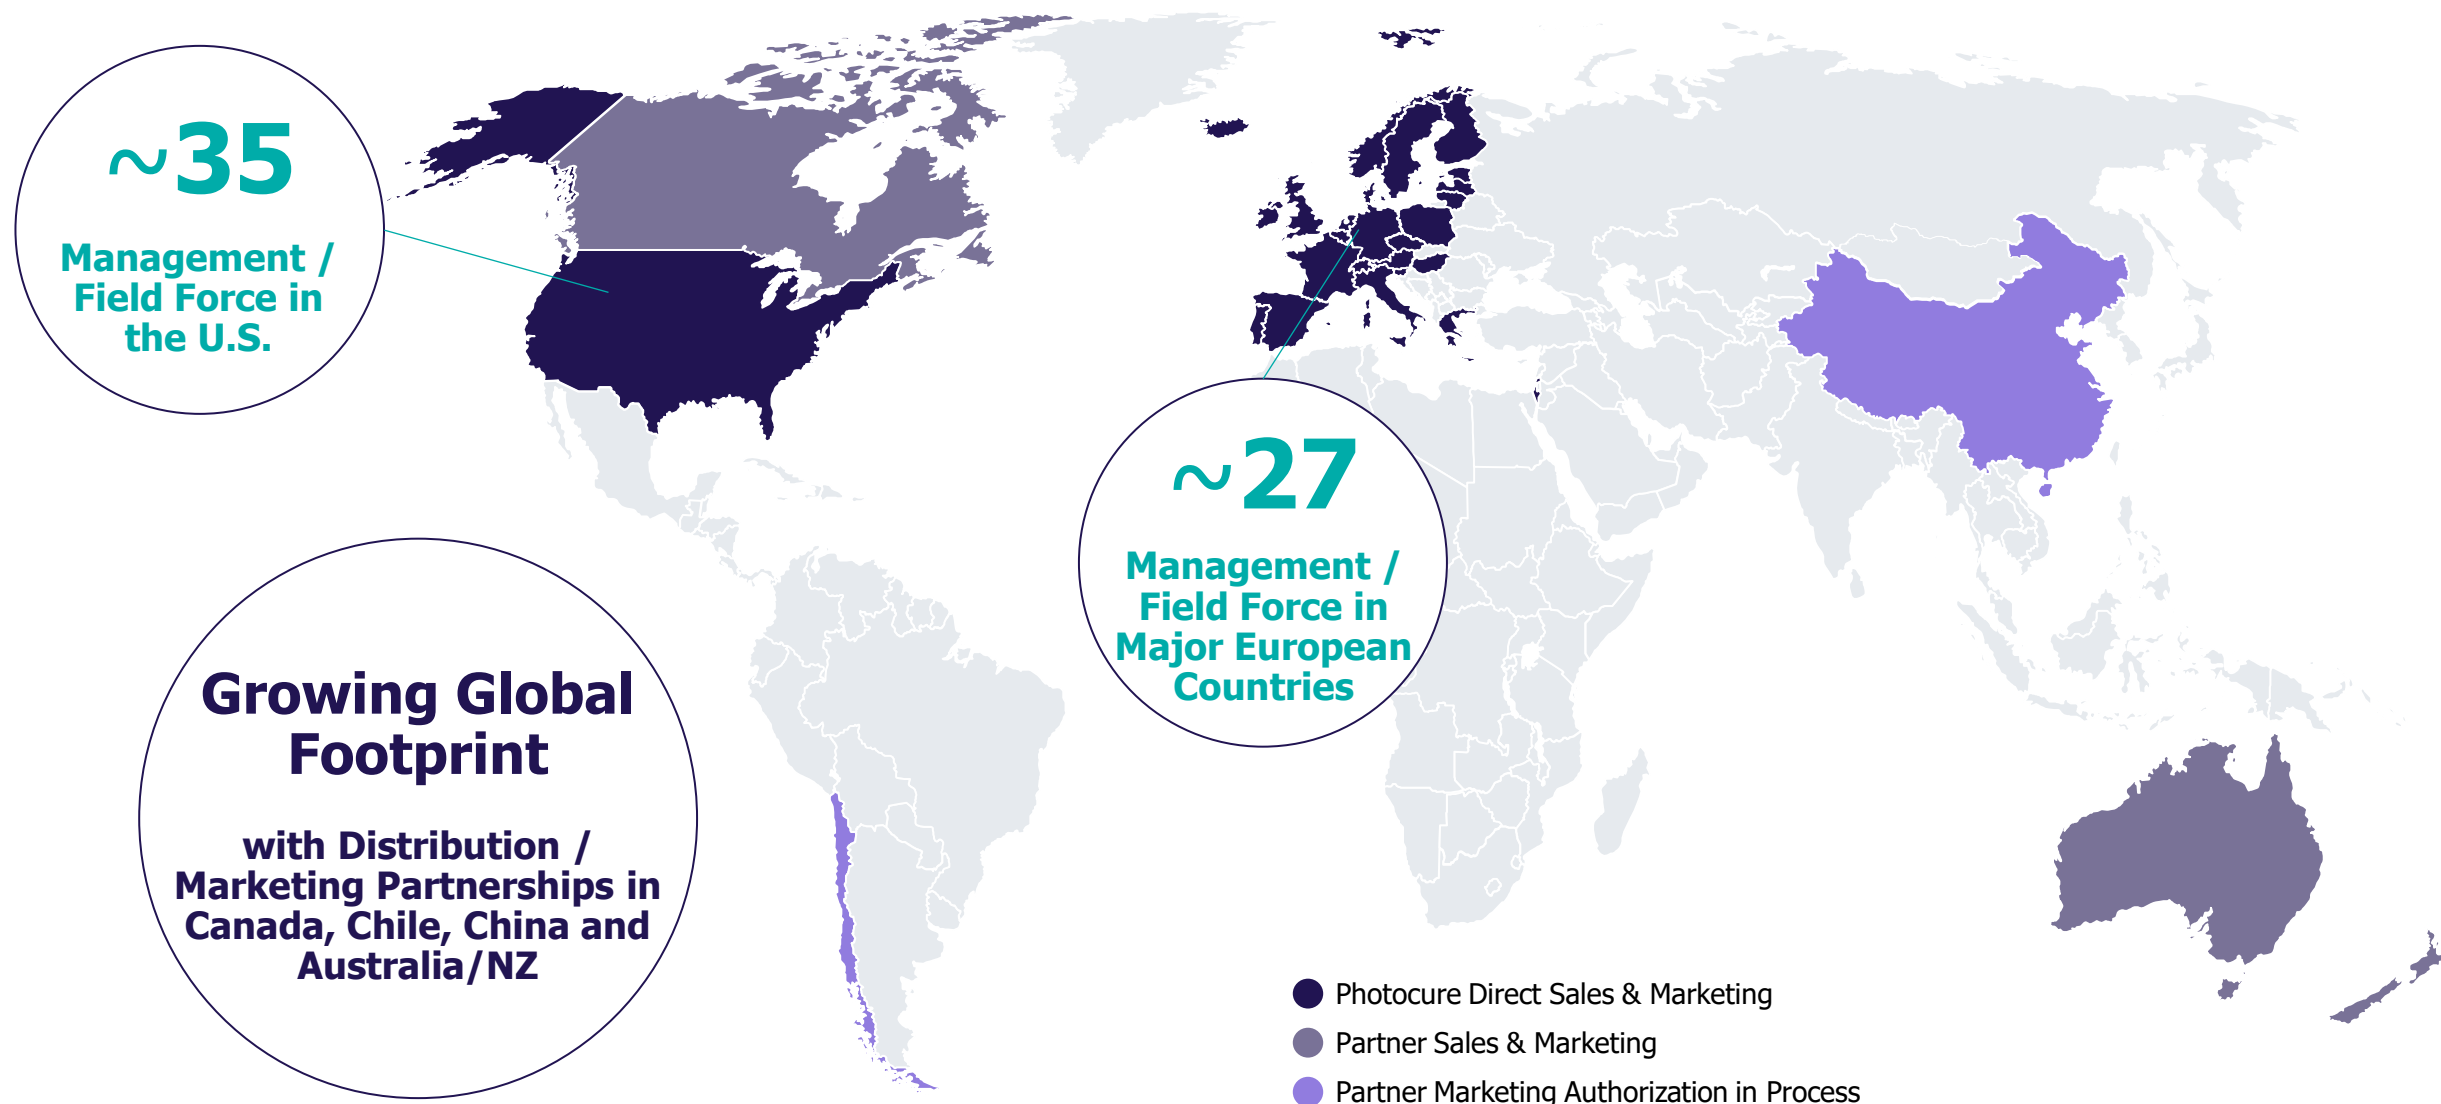 ~35
Management /
Field Force in
the U.S.
~27
Management /
Field Force in
Major European
Countries
Growing Global
Footprint
with Distribution /
Marketing Partnerships in
Canada, Chile, China and
Australia/NZ
Photocure Direct Sales & Marketing
Partner Sales & Marketing
Partner Marketing Authorization in Process